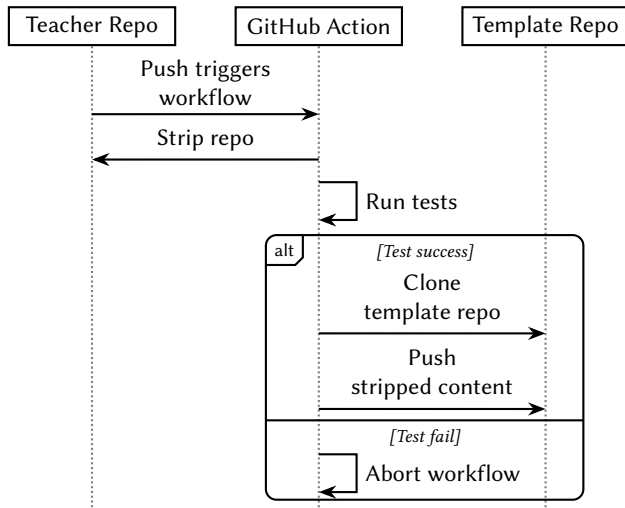 Teacher Repo
GitHub Action
Template Repo
Push triggers
workflow
Strip repo
Run tests
alt
[Test success]
Clone
template repo
Push
stripped content
[Test fail]
Abort workflow